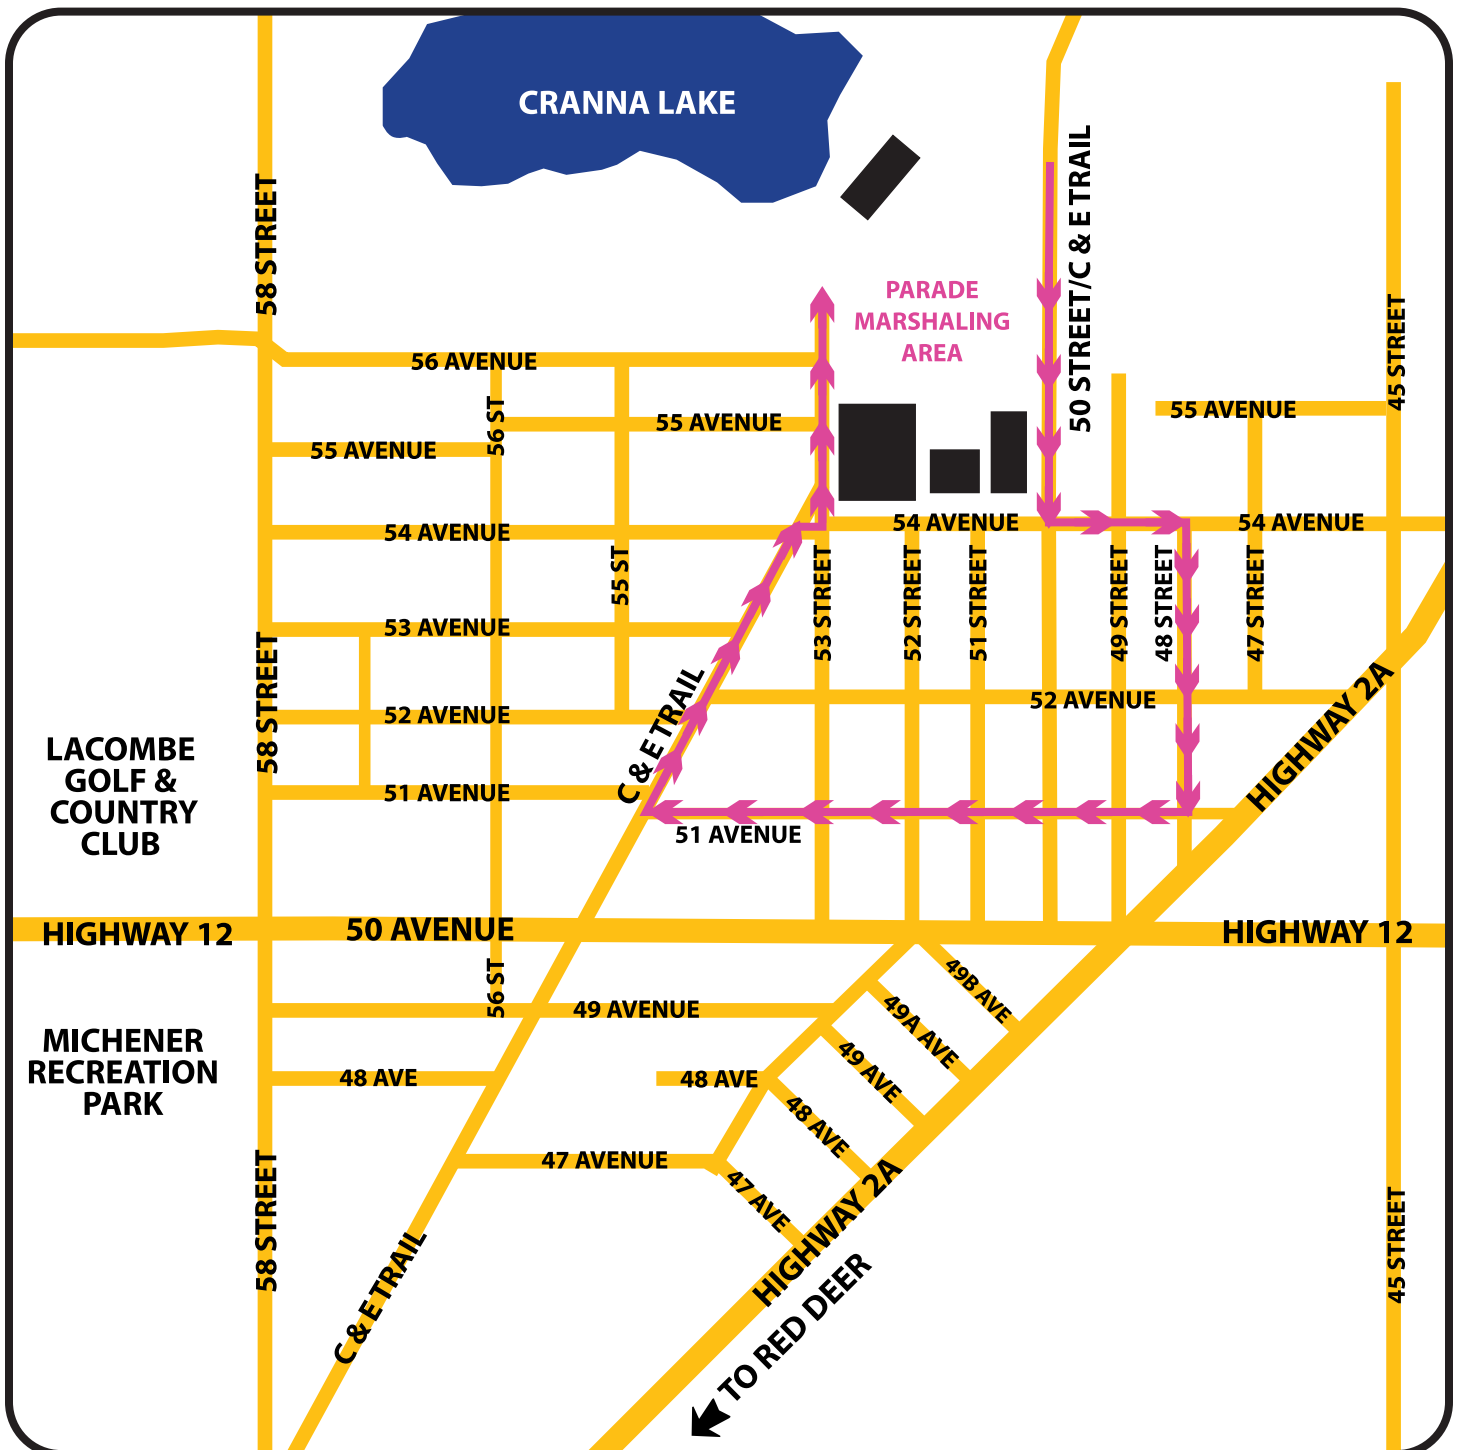 CRANNA LAKE
58 STREET
50 STREET/C & E TRAIL
PARADE
MARSHALING
AREA
45 STREET
56 AVENUE
56 ST
55 AVENUE
55 AVENUE
55 AVENUE
54 AVENUE
54 AVENUE
54 AVENUE
55 ST
53 STREET
52 STREET
51 STREET
49 STREET
48 STREET
47 STREET
53 AVENUE
58 STREET
C & E TRAIL
52 AVENUE
52 AVENUE
HIGHWAY 2A
LACOMBE
GOLF &
COUNTRY
CLUB
51 AVENUE
51 AVENUE
HIGHWAY 12
50 AVENUE
HIGHWAY 12
56 ST
49 AVENUE
49B AVE
49A AVE
49 AVE
48 AVE
47 AVE
MICHENER
RECREATION
PARK
48 AVE
48 AVE
47 AVENUE
58 STREET
C & E TRAIL
HIGHWAY 2A
TO RED DEER
45 STREET